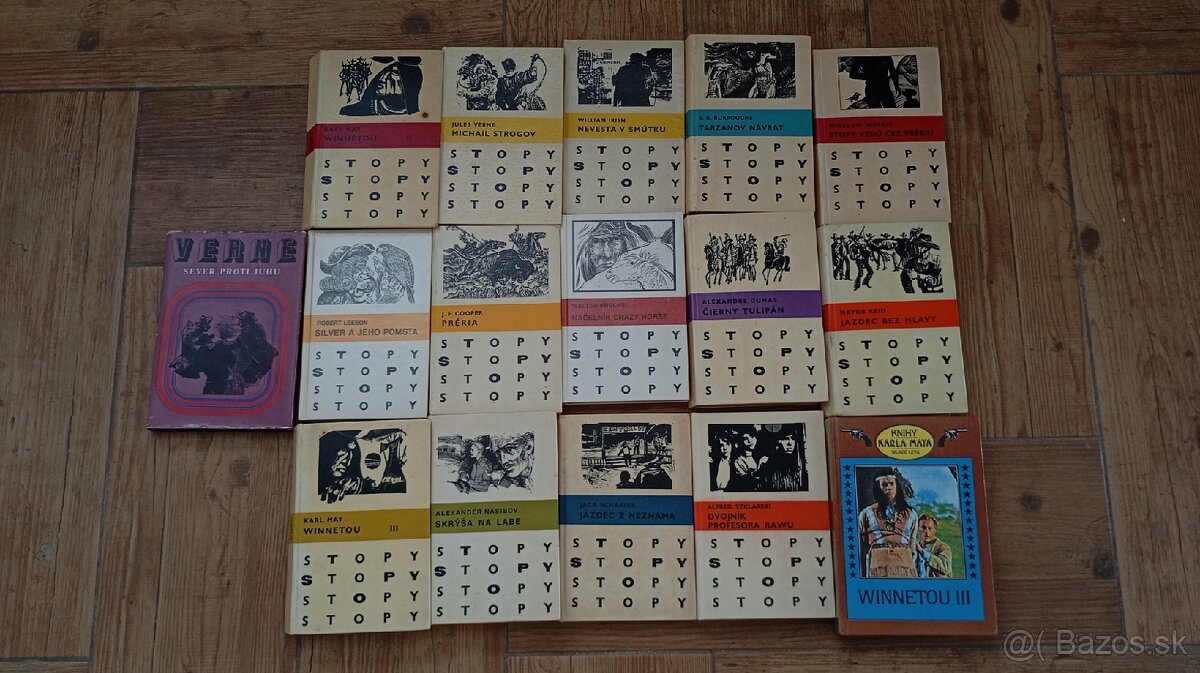 KARL MAY
WINNETOU II
STOPY
STOPY
STOPY
STOPY
JULES VERNE
MICHAIL STROGOV
STOPY
STOPY
STOPY
STOPY
WILLIAM IRISH
NEVESTA V SMÚTKU
STOPY
STOPY
STOPY
STOPY
E. R. BURROUGHS
TARZANOV NÁVRAT
STOPY
STOPY
STOPY
STOPY
WIESŁAW WERNIC
STOPY VEDÚ CEZ PRÉRIU
STOPY
STOPY
STOPY
STOPY
VERNE
SEVER PROTI JUHU
ROBERT LEESON
SILVER A JEHO POMSTA
STOPY
STOPY
STOPY
STOPY
J. F. COOPER
PRÉRIA
STOPY
STOPY
STOPY
STOPY
WALTER PÜSCHEL
NÁČELNÍK CRAZY HORSE
STOPY
STOPY
STOPY
STOPY
ALEXANDRE DUMAS
ČIERNY TULIPÁN
STOPY
STOPY
STOPY
STOPY
MAYNE REID
JAZDEC BEZ HLAVY
STOPY
STOPY
STOPY
STOPY
KARL MAY
WINNETOU III
STOPY
STOPY
STOPY
STOPY
ALEXANDER NASIBOV
SKRÝŠA NA LABE
STOPY
STOPY
STOPY
STOPY
JACK SCHAEFER
JAZDEC Z NEZNÁMA
STOPY
STOPY
STOPY
STOPY
ALFRED SZKLARSKI
DVOJNÍK
PROFESORA RAWU
STOPY
STOPY
STOPY
STOPY
KNIHY
KARLA MAYA
MLADÉ LETÁ
WINNETOU III
@( Bazos.sk